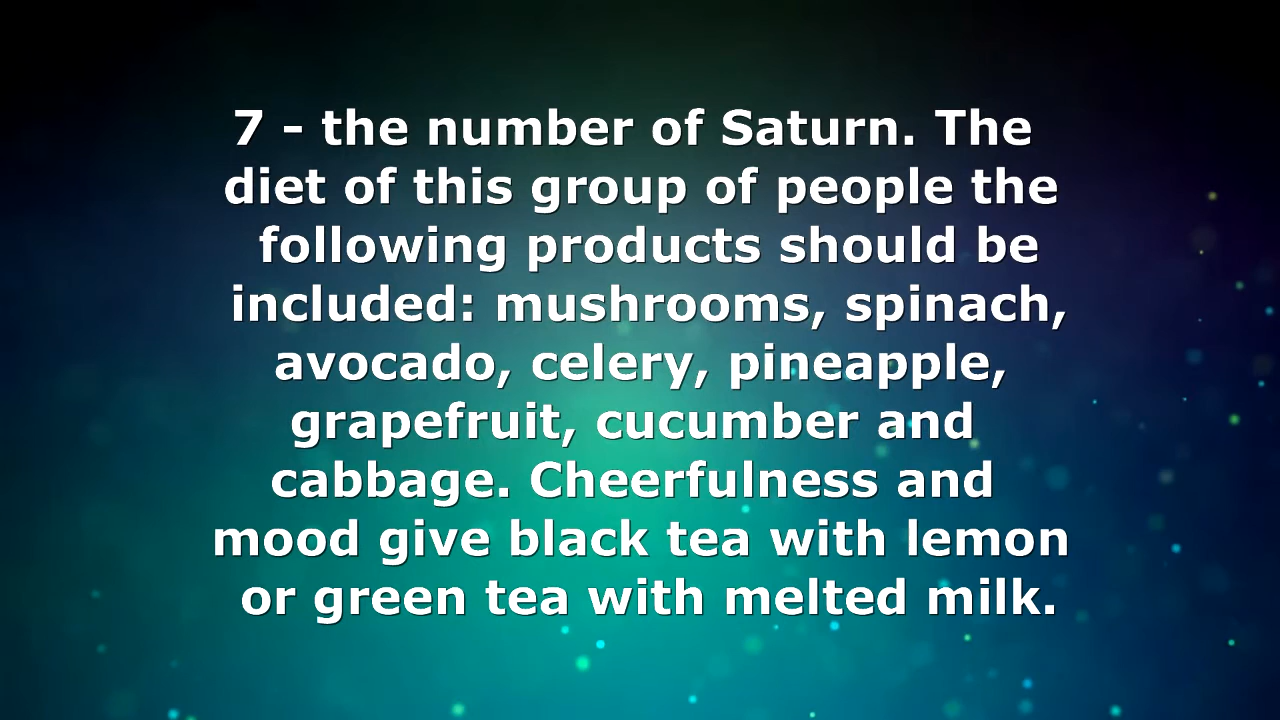 7 - the number of Saturn. The
diet of this group of people the
following products should be
included: mushrooms, spinach,
avocado, celery, pineapple,
grapefruit, cucumber and
cabbage. Cheerfulness and
mood give black tea with lemon
or green tea with melted milk.